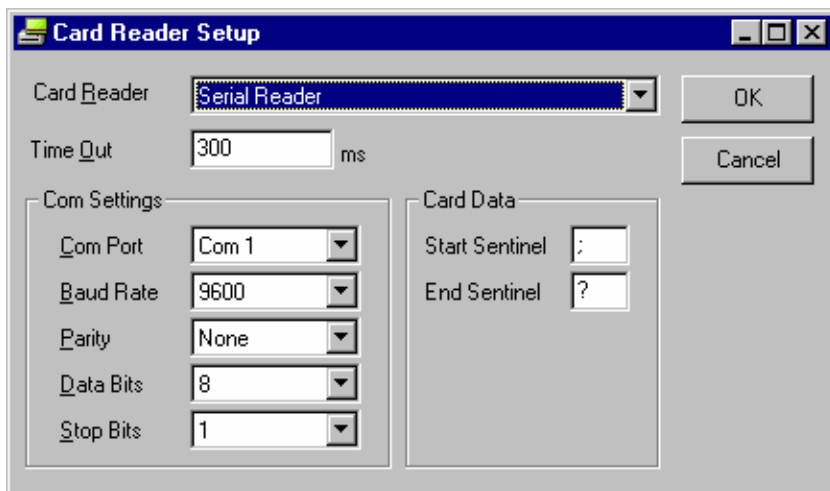 Card Reader Setup
Card Reader Serial Reader OK
Time Out 300 ms Cancel
Com Settings
Com Port Com 1
Baud Rate 9600
Parity None
Data Bits 8
Stop Bits 1
Card Data
Start Sentinel ;
End Sentinel ?